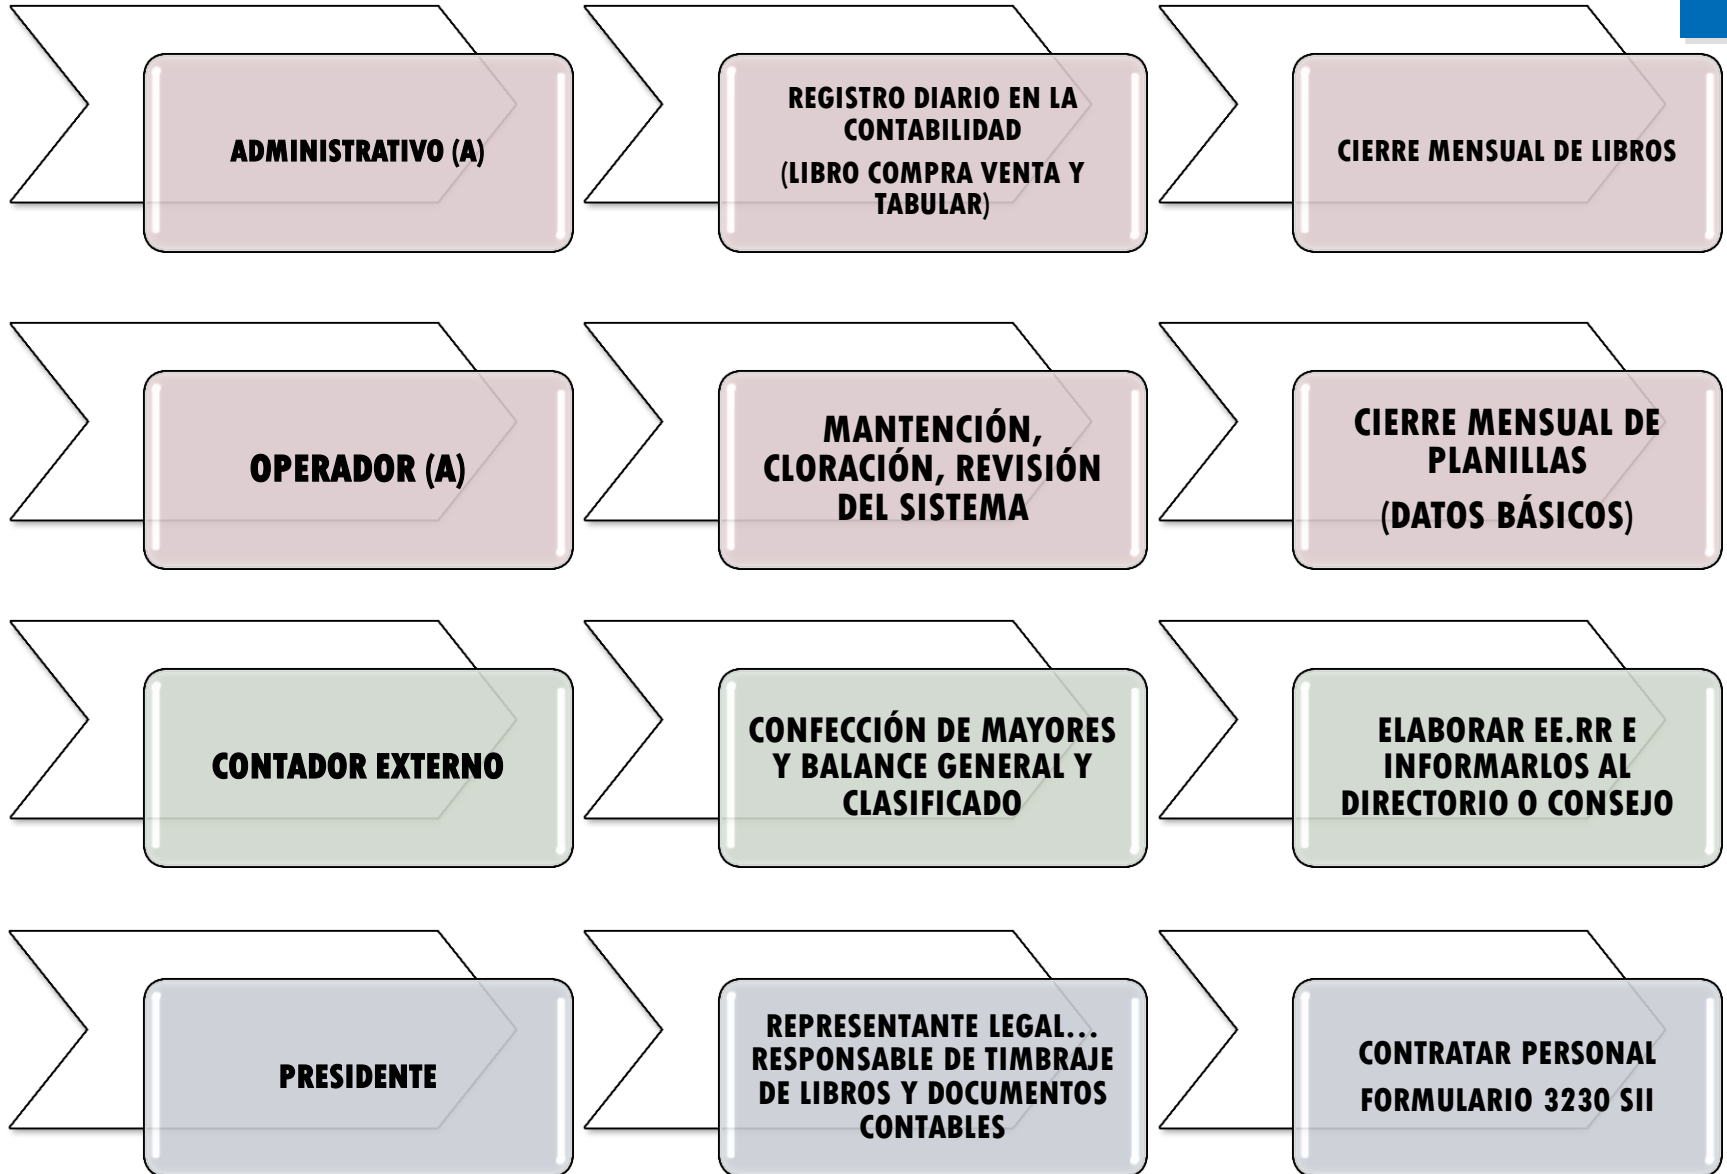 ADMINISTRATIVO (A)
REGISTRO DIARIO EN LA
CONTABILIDAD
(LIBRO COMPRA VENTA Y
TABULAR)
CIERRE MENSUAL DE LIBROS
OPERADOR (A)
MANTENCIÓN,
CLORACIÓN, REVISIÓN
DEL SISTEMA
CIERRE MENSUAL DE
PLANILLAS
(DATOS BÁSICOS)
CONTADOR EXTERNO
CONFECCIÓN DE MAYORES
Y BALANCE GENERAL Y
CLASIFICADO
ELABORAR EE.RR E
INFORMARLOS AL
DIRECTORIO O CONSEJO
PRESIDENTE
REPRESENTANTE LEGAL...
RESPONSABLE DE TIMBRAJE
DE LIBROS Y DOCUMENTOS
CONTABLES
CONTRATAR PERSONAL
FORMULARIO 3230 SII